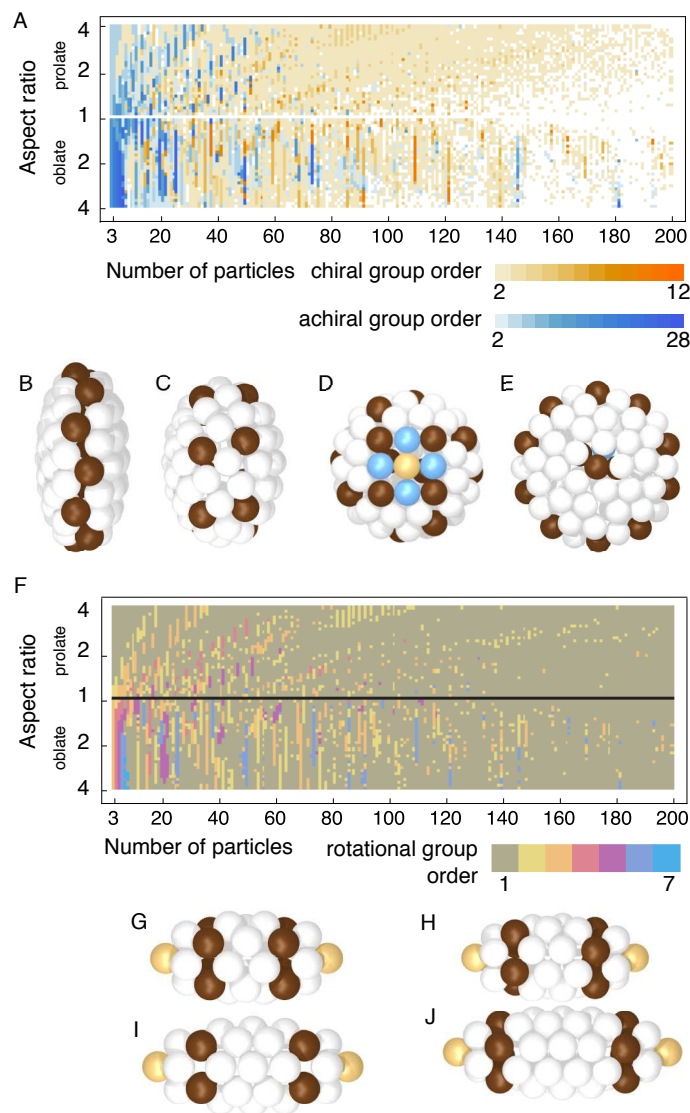 A
Aspect ratio
prolate
oblate
4
2
1
2
4
3 20 40 60 80 100 120 140 160 180 200
Number of particles
chiral group order
2 12
achiral group order
2 28
B
C
D
E
F
Aspect ratio
prolate
oblate
4
2
1
2
4
3 20 40 60 80 100 120 140 160 180 200
Number of particles
rotational group
order
1 7
G
H
I
J